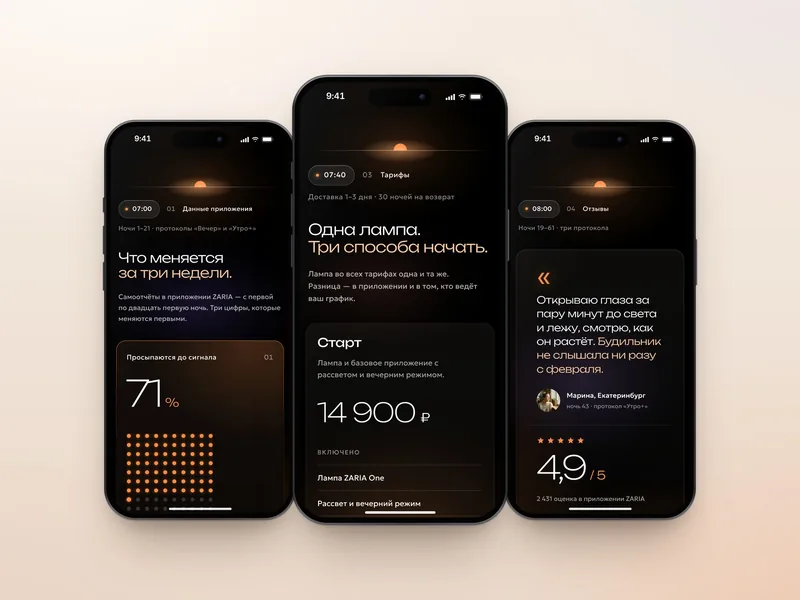 9:41
07:00 01 Данные приложения
Ночи 1–21 · протоколы «Вечер» и «Утро+»
Что меняется
за три недели.
Самоотчёты в приложении ZARIA — с первой
по двадцать первую ночь. Три цифры, которые
меняются первыми.
Просыпаются до сигнала 01
71 %
9:41
07:40 03 Тарифы
Доставка 1–3 дня · 30 ночей на возврат
Одна лампа.
Три способа начать.
Лампа во всех тарифах одна и та же.
Разница — в приложении и в том, кто ведёт
ваш график.
Старт
Лампа и базовое приложение с
рассветом и вечерним режимом.
14 900 ₽
ВКЛЮЧЕНО
Лампа ZARIA One
Рассвет и вечерний режим
9:41
08:00 04 Отзывы
Ночи 19–61 · три протокола
«
Открываю глаза за
пару минут до света
и лежу, смотрю, как
он растёт. Будильник
не слышала ни разу
с февраля.
Марина, Екатеринбург
ночь 43 · протокол «Утро+»
4,9 / 5
2 431 оценка в приложении ZARIA